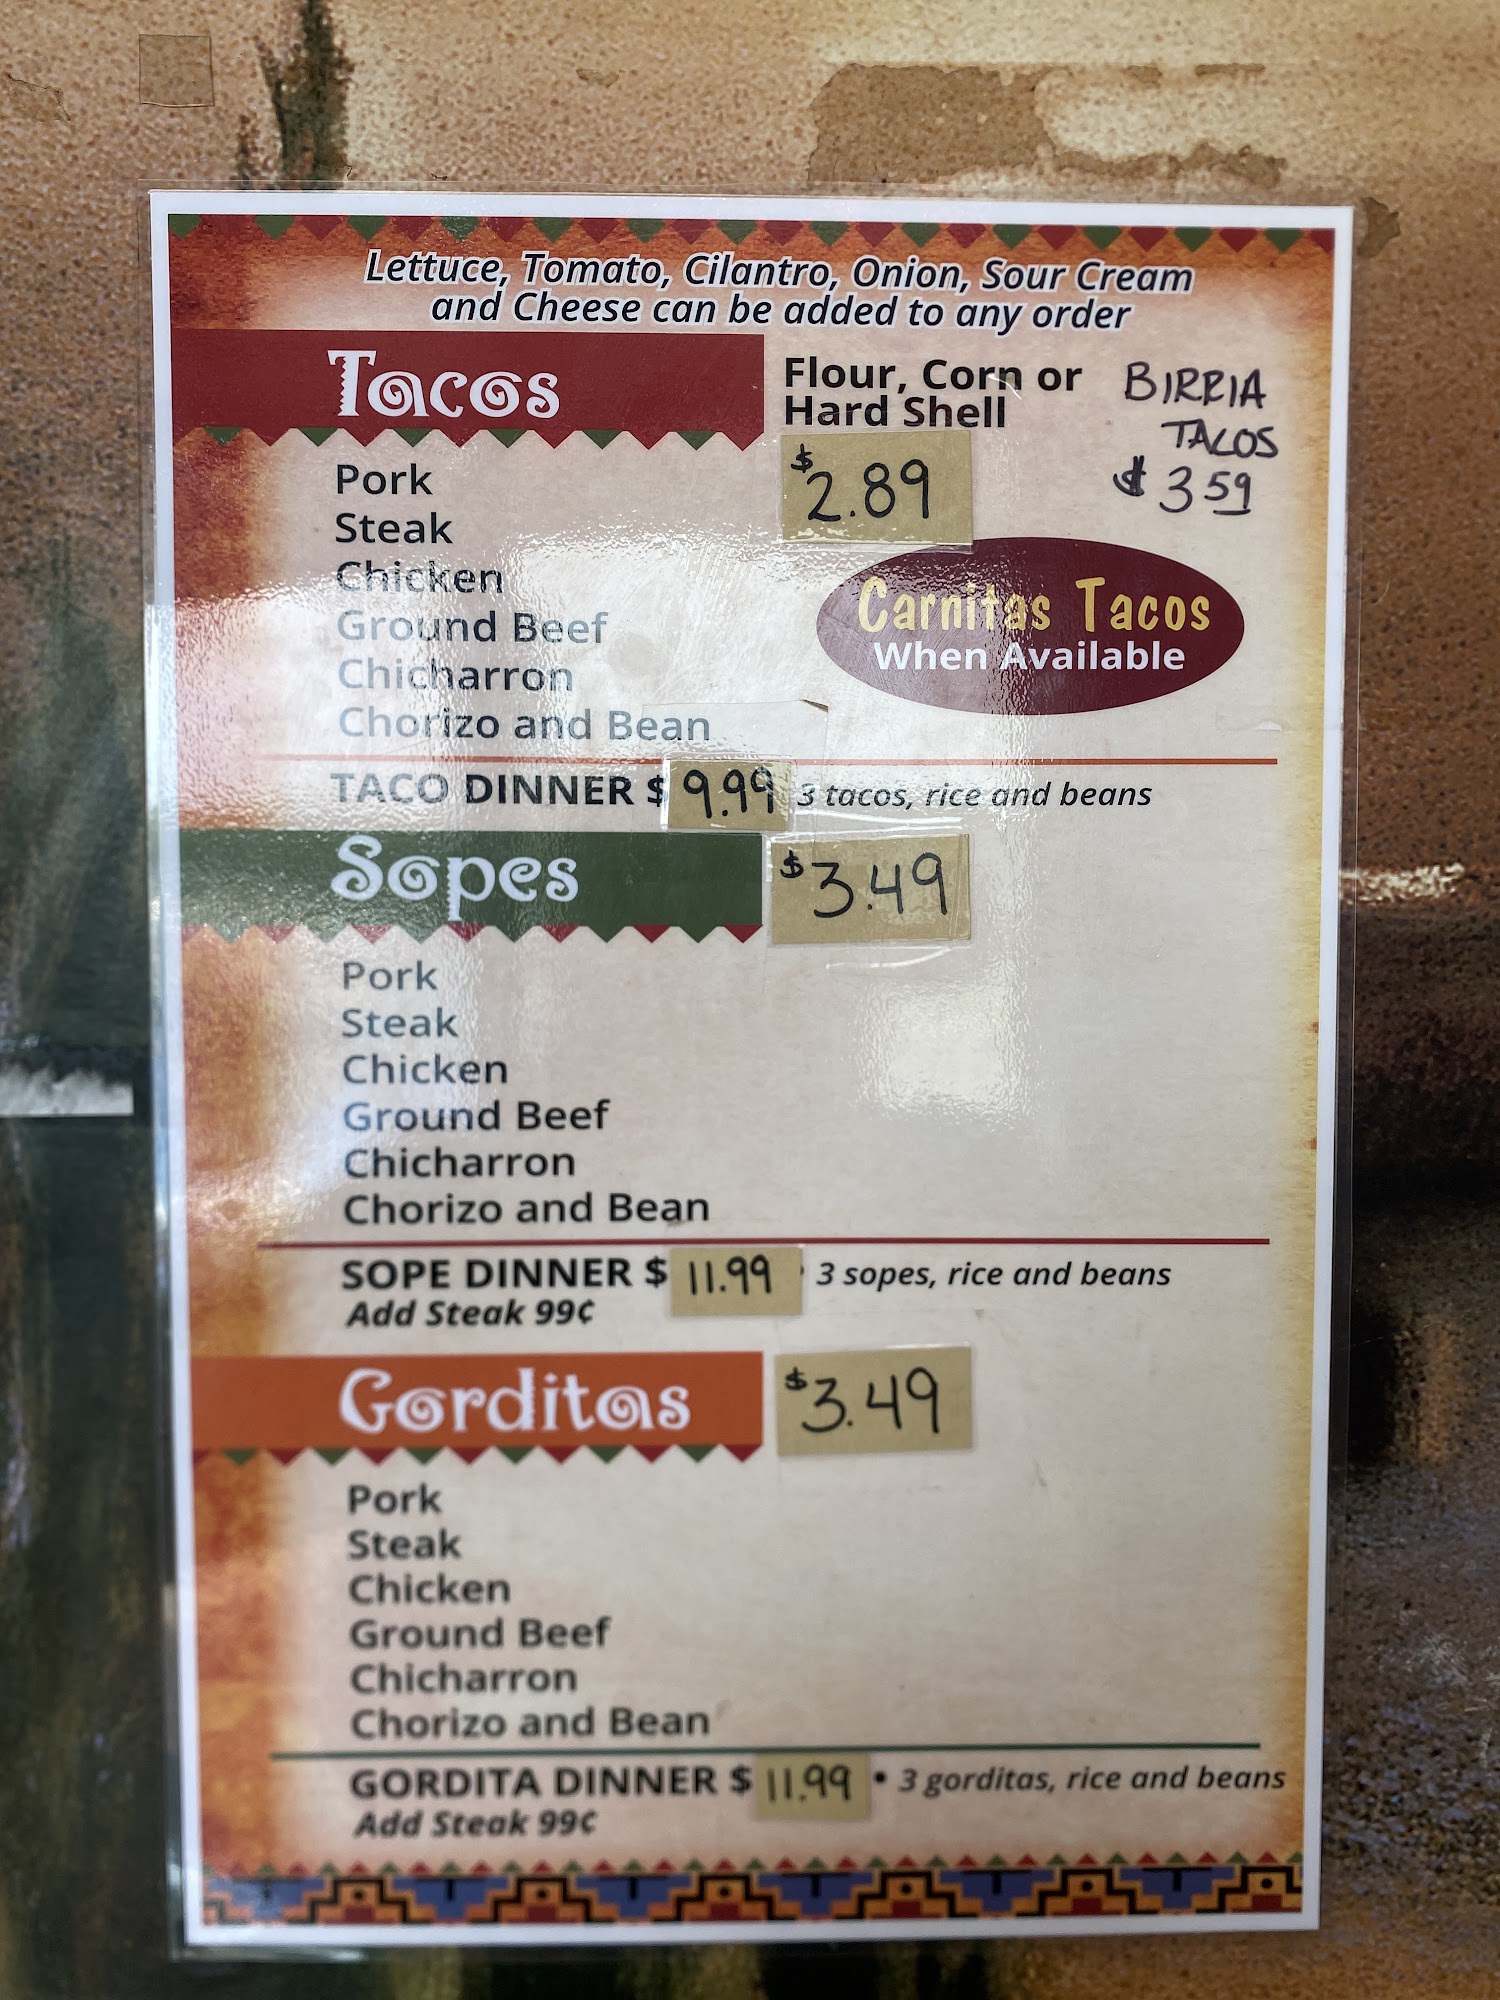 Lettuce, Tomato, Cilantro, Onion, Sour Cream
and Cheese can be added to any order
Tacos
Flour, Corn or
Hard Shell
$2.89
BIRRIA
TACOS
$3.59
Pork
Steak
Chicken
Ground Beef
Chicharron
Chorizo and Bean
Carnitas Tacos
When Available
TACO DINNER $ 9.99 3 tacos, rice and beans
Sopes $3.49
Pork
Steak
Chicken
Ground Beef
Chicharron
Chorizo and Bean
SOPE DINNER $ 11.99 • 3 sopes, rice and beans
Add Steak 99¢
Gorditas $3.49
Pork
Steak
Chicken
Ground Beef
Chicharron
Chorizo and Bean
GORDITA DINNER $ 11.99 • 3 gorditas, rice and beans
Add Steak 99¢